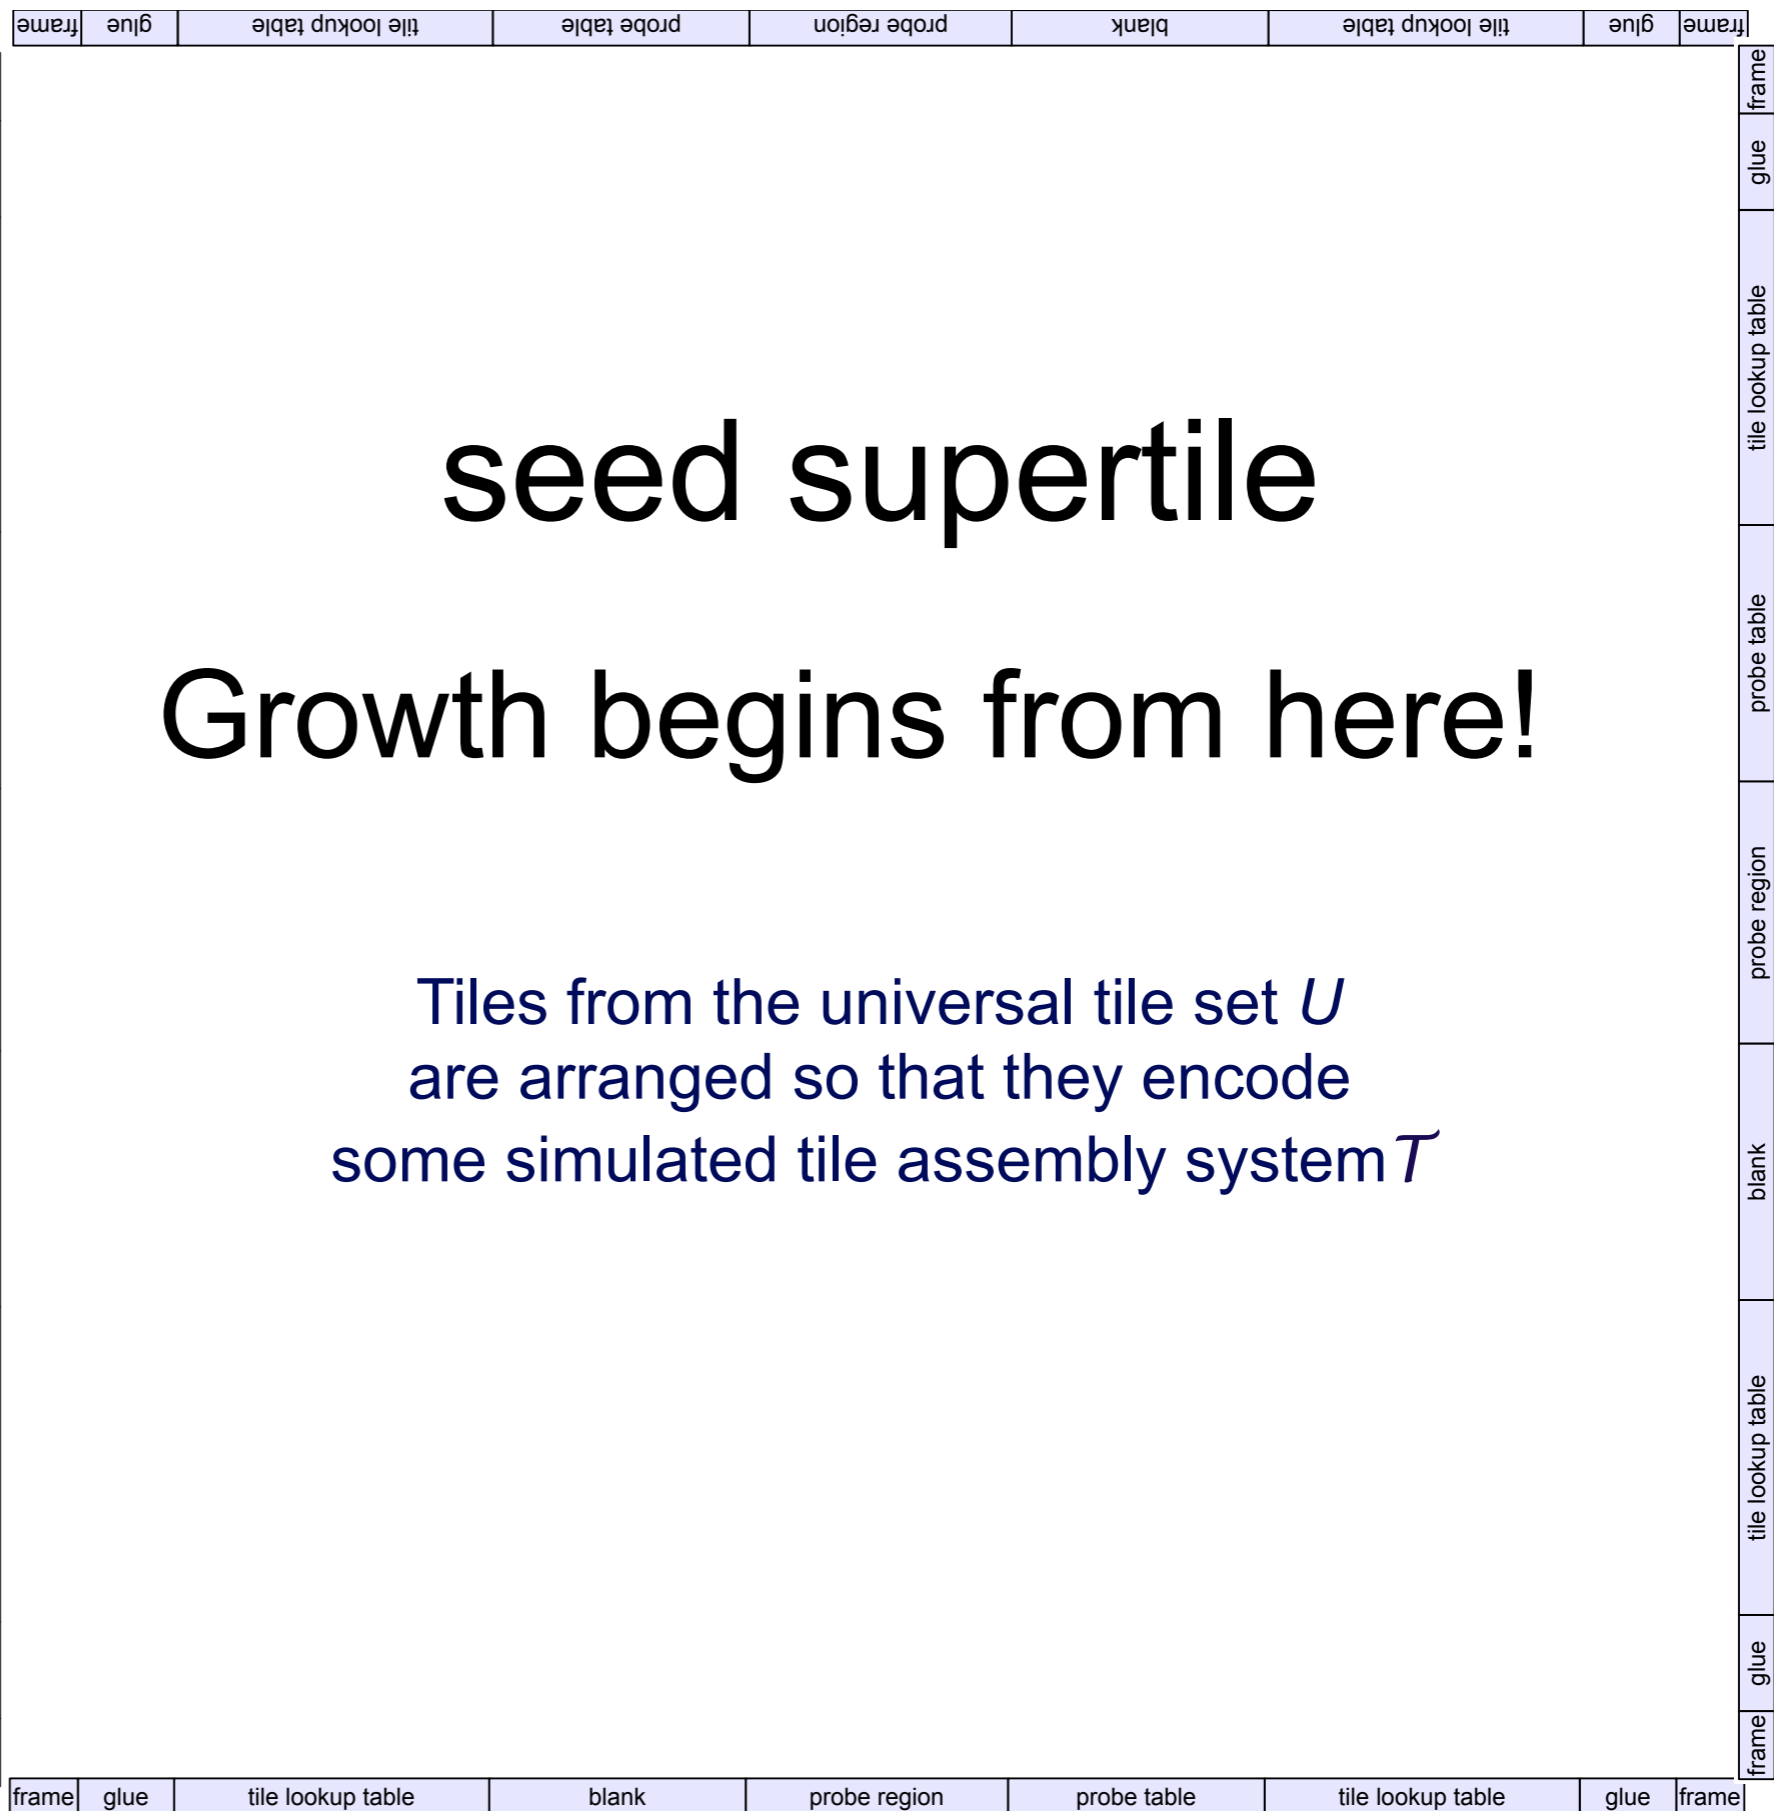 frame glue tile lookup table probe table probe region blank tile lookup table glue frame
frame
glue
tile lookup table
probe table
probe region
blank
tile lookup table
glue
frame
seed supertile
Growth begins from here!
Tiles from the universal tile set U
are arranged so that they encode
some simulated tile assembly system 𝒯
frame glue tile lookup table blank probe region probe table tile lookup table glue frame